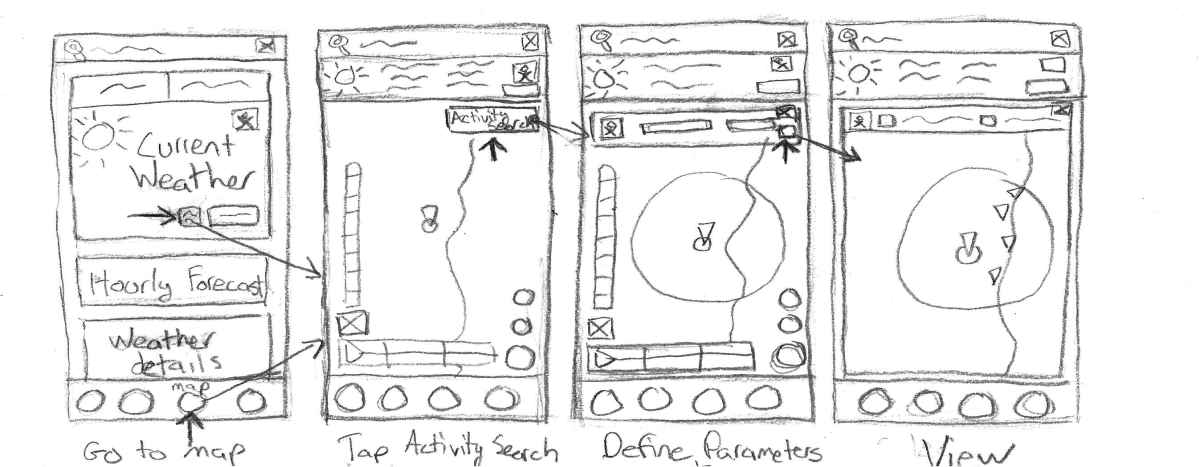 Current
Weather
Hourly Forecast
Weather
details
map
Go to map
Activity
Search
Tap Activity Search
Define Parameters
View